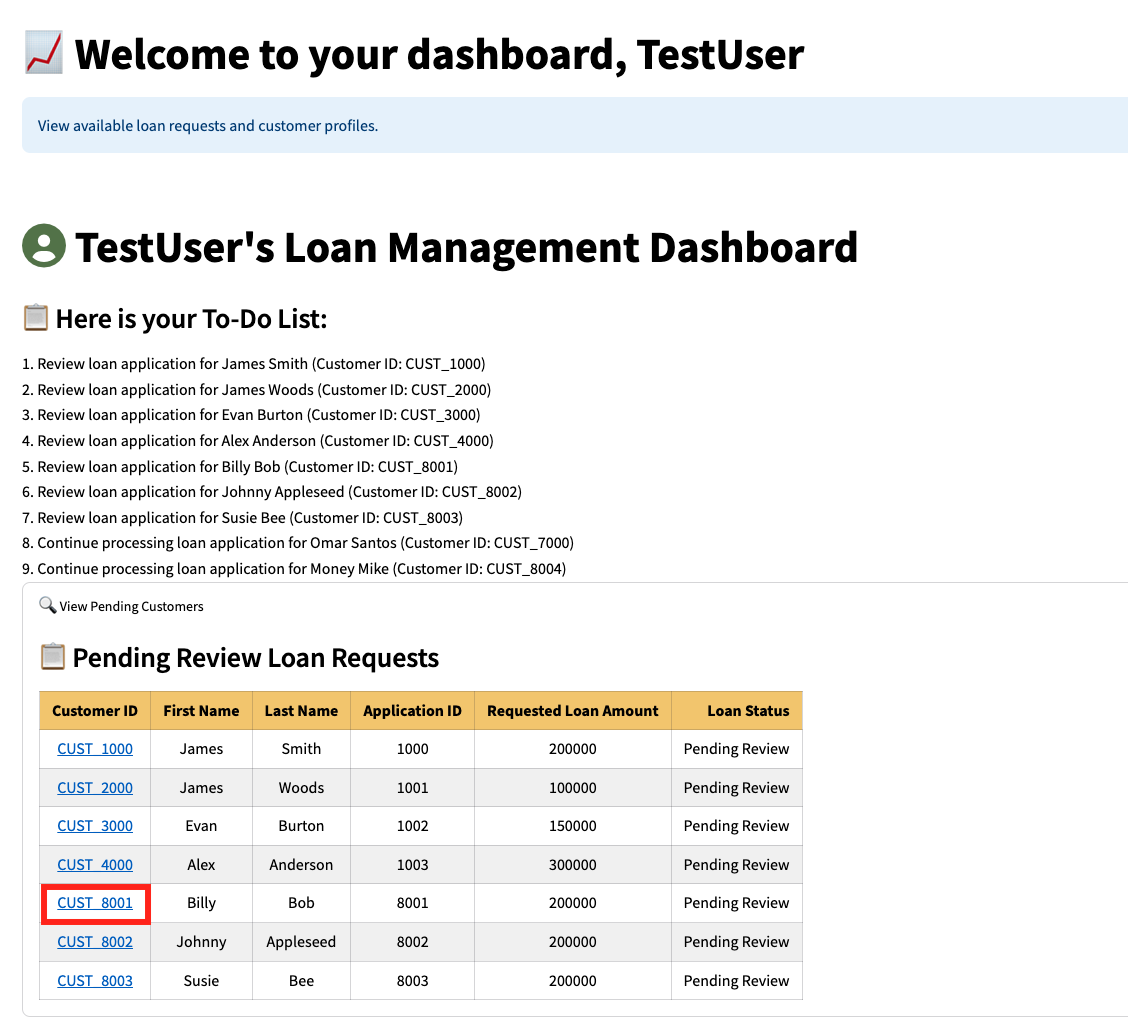 Welcome to your dashboard, TestUser
View available loan requests and customer profiles.
TestUser's Loan Management Dashboard
Here is your To-Do List:
1. Review loan application for James Smith (Customer ID: CUST_1000)
2. Review loan application for James Woods (Customer ID: CUST_2000)
3. Review loan application for Evan Burton (Customer ID: CUST_3000)
4. Review loan application for Alex Anderson (Customer ID: CUST_4000)
5. Review loan application for Billy Bob (Customer ID: CUST_8001)
6. Review loan application for Johnny Appleseed (Customer ID: CUST_8002)
7. Review loan application for Susie Bee (Customer ID: CUST_8003)
8. Continue processing loan application for Omar Santos (Customer ID: CUST_7000)
9. Continue processing loan application for Money Mike (Customer ID: CUST_8004)
View Pending Customers
Pending Review Loan Requests
Customer ID First Name Last Name Application ID Requested Loan Amount Loan Status
CUST_1000 James Smith 1000 200000 Pending Review
CUST_2000 James Woods 1001 100000 Pending Review
CUST_3000 Evan Burton 1002 150000 Pending Review
CUST_4000 Alex Anderson 1003 300000 Pending Review
CUST_8001 Billy Bob 8001 200000 Pending Review
CUST_8002 Johnny Appleseed 8002 200000 Pending Review
CUST_8003 Susie Bee 8003 200000 Pending Review